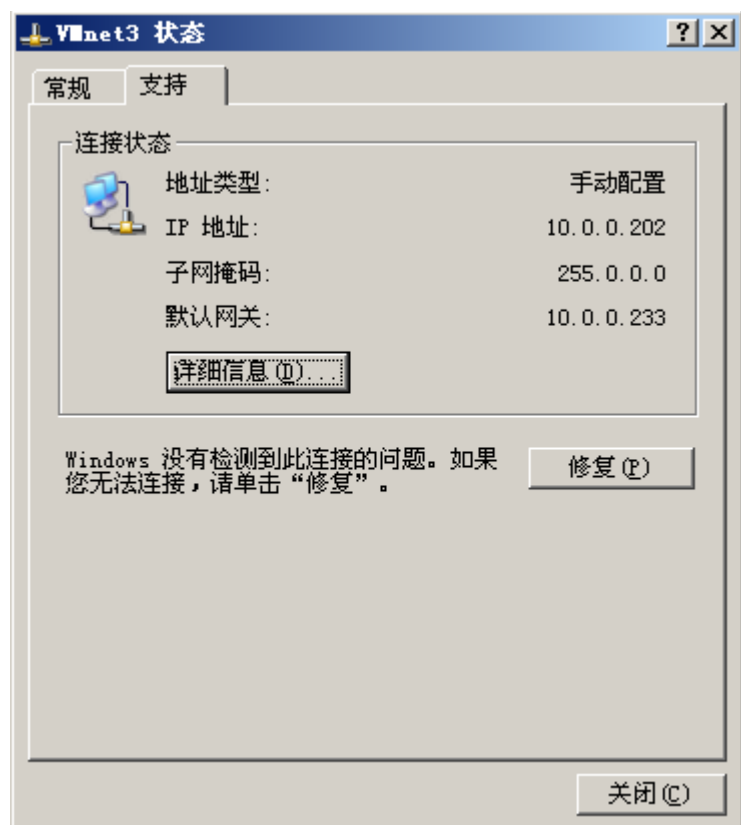 VMnet3 状态
常规 支持
连接状态
地址类型: 手动配置
IP 地址: 10.0.0.202
子网掩码: 255.0.0.0
默认网关: 10.0.0.233
详细信息(D)...
Windows 没有检测到此连接的问题。如果
您无法连接，请单击“修复”。
修复(P)
关闭(C)